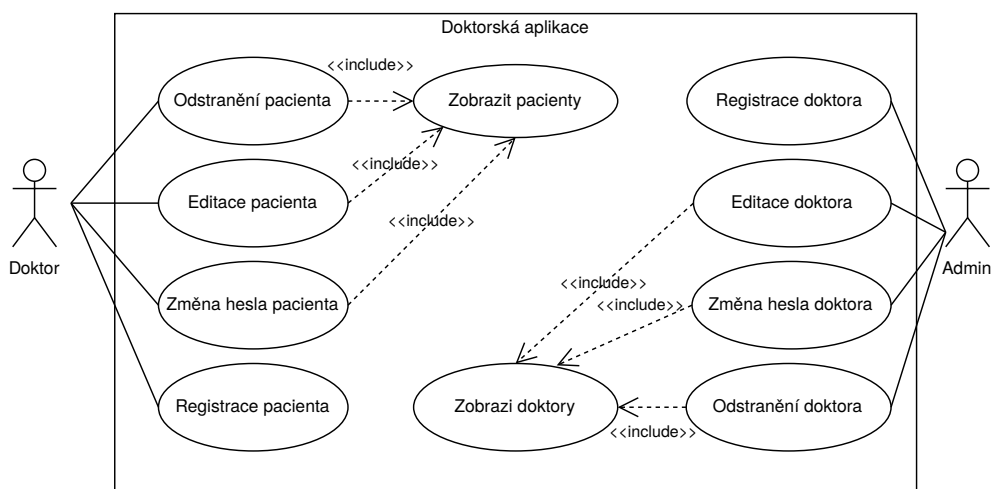 Doktorská aplikace
<<include>>
Odstranění pacienta
Zobrazit pacienty
Registrace doktora
<<include>>
Editace pacienta
<<include>>
Editace doktora
Doktor
Admin
<<include>>
Změna hesla pacienta
<<include>>
Změna hesla doktora
Registrace pacienta
Zobrazi doktory
Odstranění doktora
<<include>>